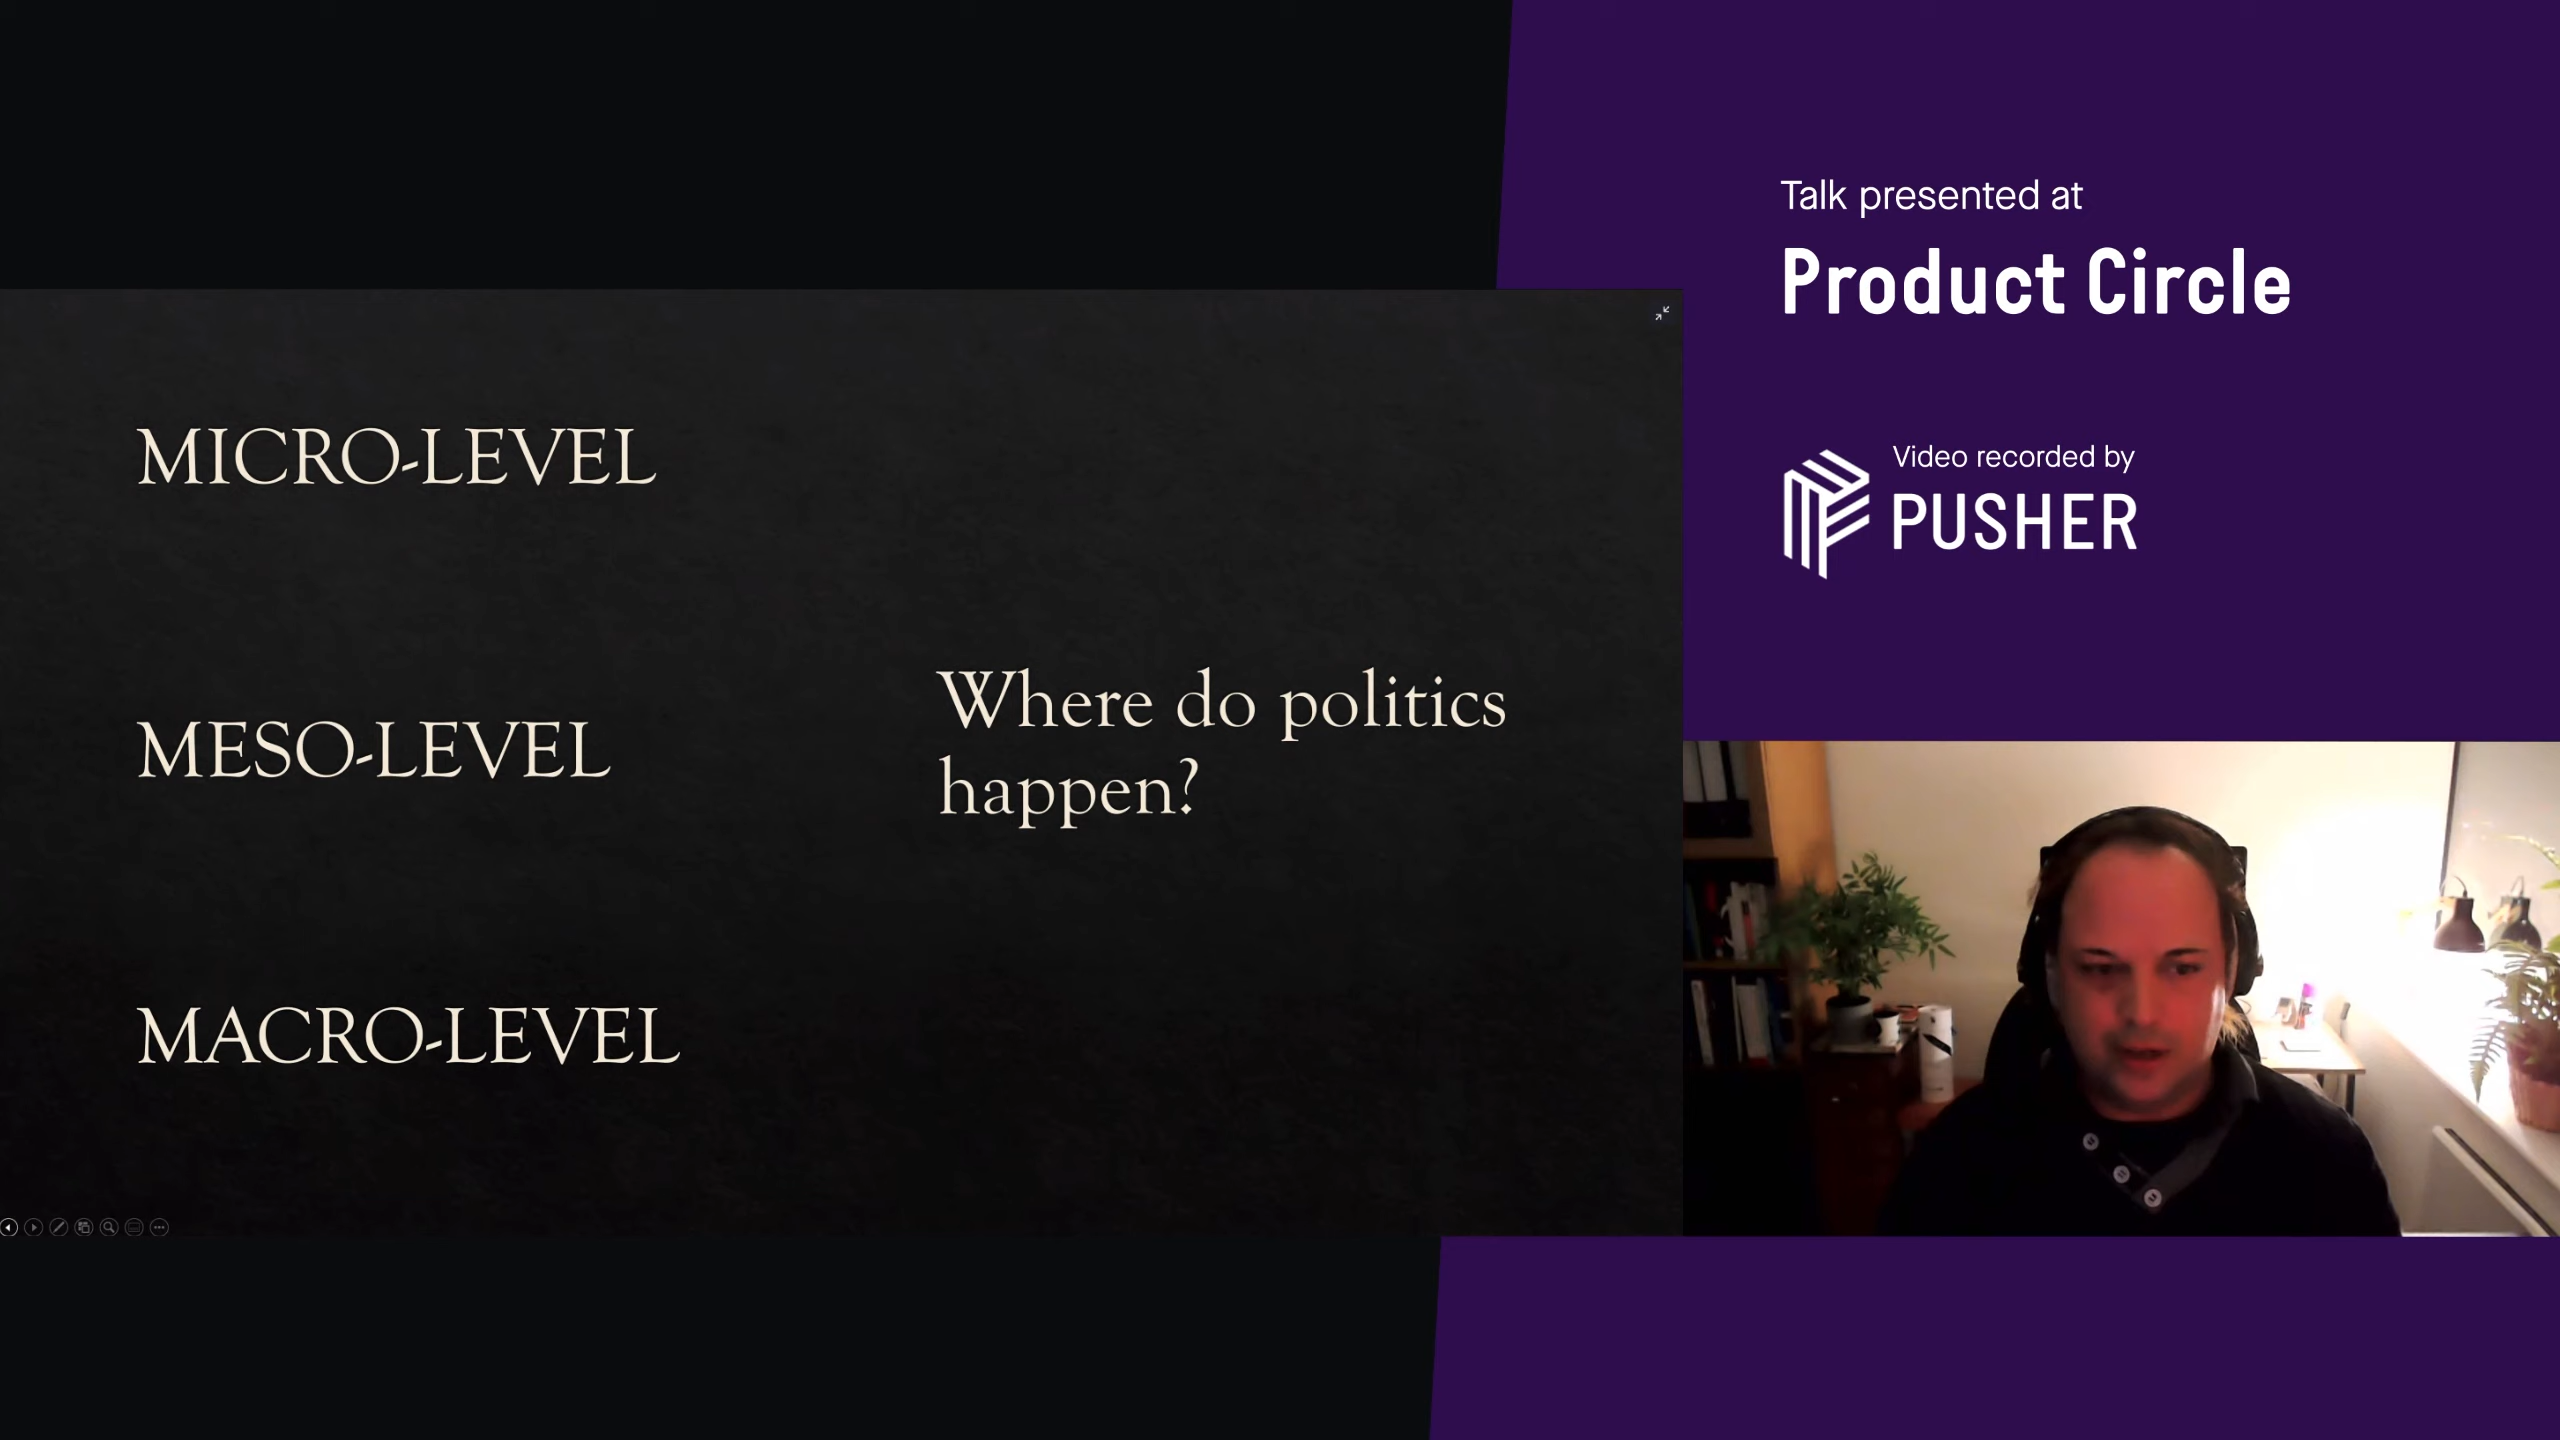 MICRO-LEVEL
MESO-LEVEL
MACRO-LEVEL
Where do politics
happen?
Talk presented at
Product Circle
Video recorded by
PUSHER